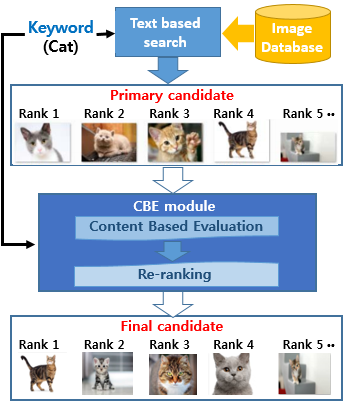 Keyword
(Cat)
Text based
search
Image
Database
Primary candidate
Rank 1 Rank 2 Rank 3 Rank 4 Rank 5 ••
CBE module
Content Based Evaluation
Re-ranking
Final candidate
Rank 1 Rank 2 Rank 3 Rank 4 Rank 5 ••